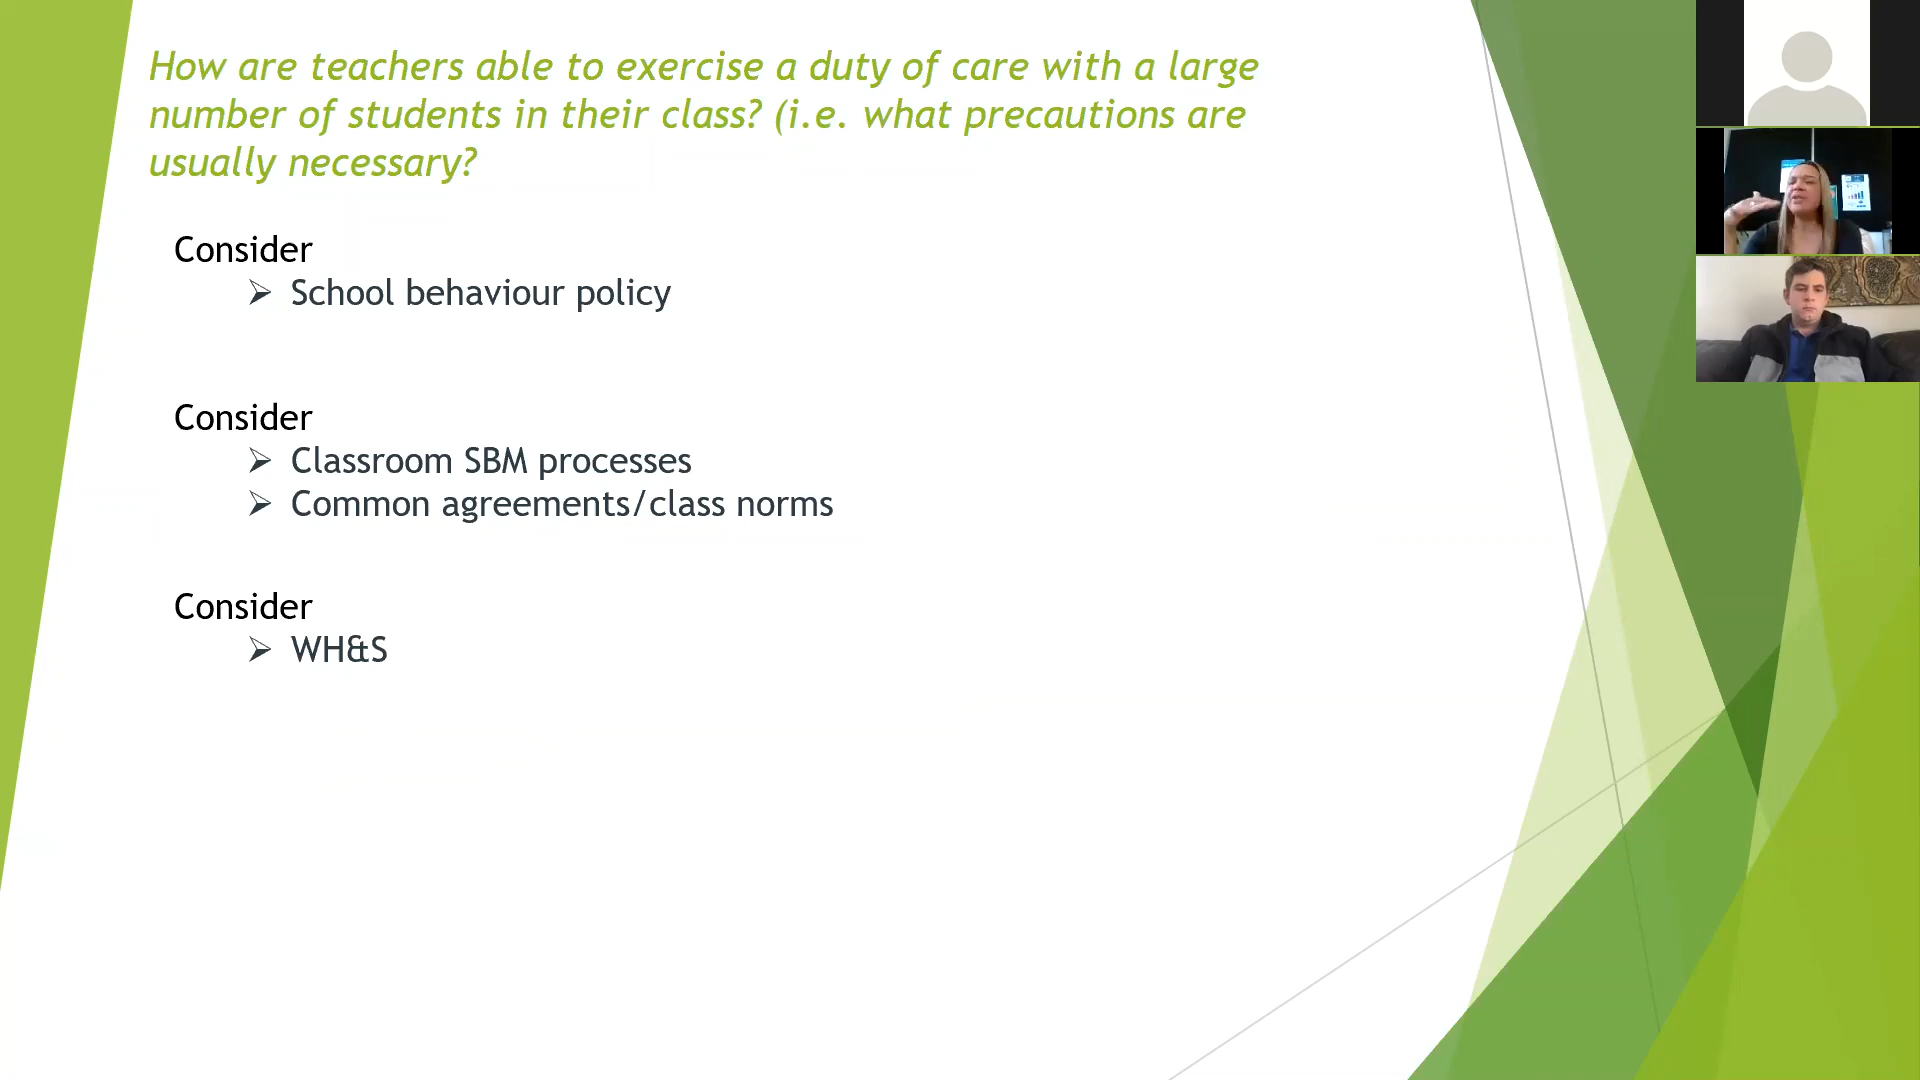 How are teachers able to exercise a duty of care with a large
number of students in their class? (i.e. what precautions are
usually necessary?
Consider
➢ School behaviour policy
Consider
➢ Classroom SBM processes
➢ Common agreements/class norms
Consider
➢ WH&S